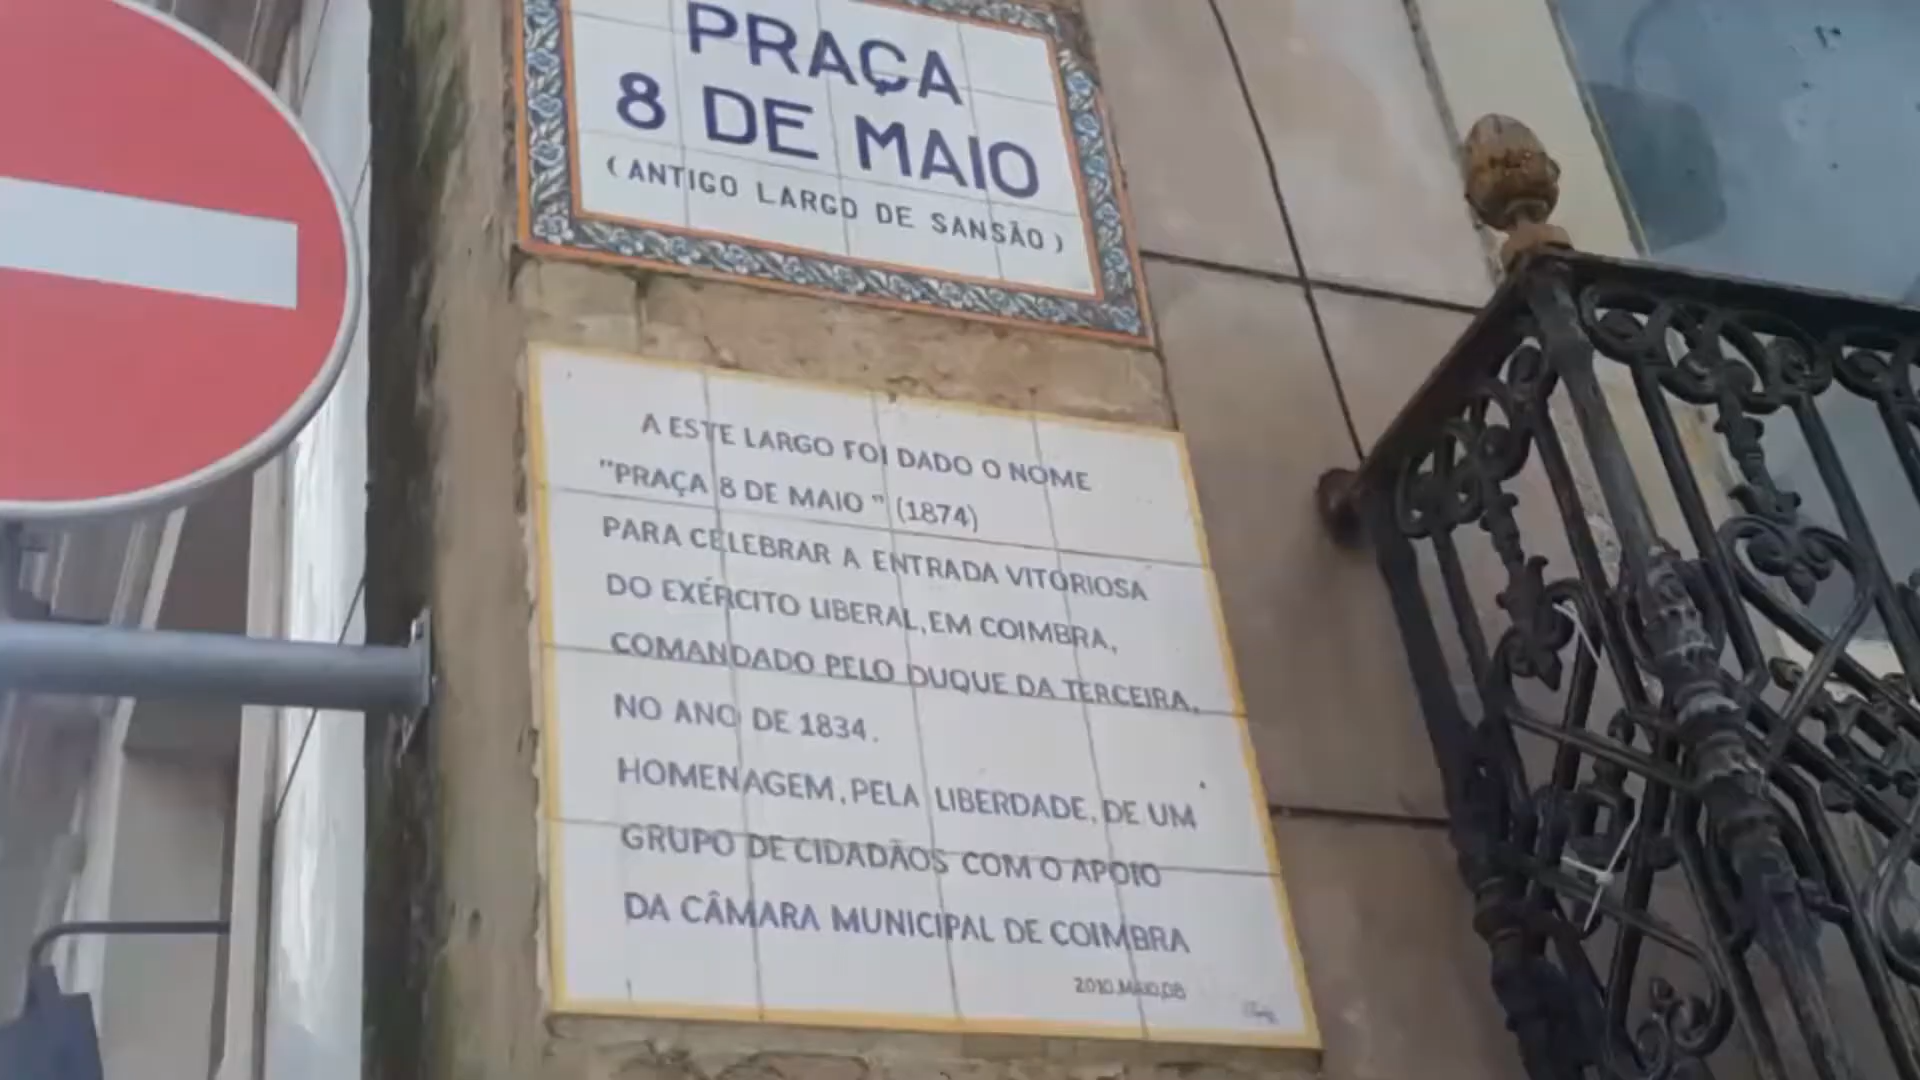 PRAÇA
8 DE MAIO
(ANTIGO LARGO DE SANSÃO)
A ESTE LARGO FOI DADO O NOME
"PRAÇA 8 DE MAIO" (1874)
PARA CELEBRAR A ENTRADA VITORIOSA
DO EXÉRCITO LIBERAL, EM COIMBRA,
COMANDADO PELO DUQUE DA TERCEIRA,
NO ANO DE 1834.
HOMENAGEM, PELA LIBERDADE, DE UM
GRUPO DE CIDADÃOS COM O APOIO
DA CÂMARA MUNICIPAL DE COIMBRA
2010.MAIO,08